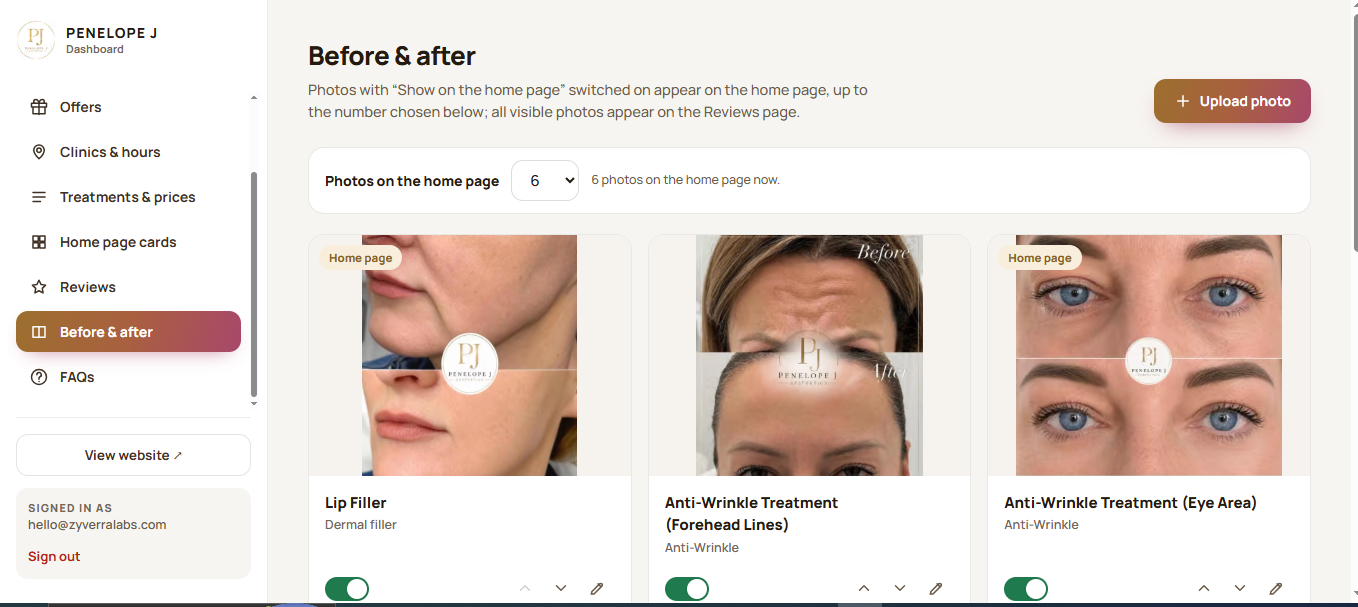 PJ
PENELOPE J
Dashboard
Offers
Clinics & hours
Treatments & prices
Home page cards
Reviews
Before & after
FAQs
View website ↗
SIGNED IN AS
hello@zyverralabs.com
Sign out
Before & after
Photos with “Show on the home page” switched on appear on the home page, up to
the number chosen below; all visible photos appear on the Reviews page.
+ Upload photo
Photos on the home page
6
6 photos on the home page now.
Home page
PJ
PENELOPE J
Lip Filler
Dermal filler
Before
PJ
PENELOPE J
AESTHETICS
After
Anti-Wrinkle Treatment
(Forehead Lines)
Anti-Wrinkle
Home page
PJ
PENELOPE J
Anti-Wrinkle Treatment (Eye Area)
Anti-Wrinkle